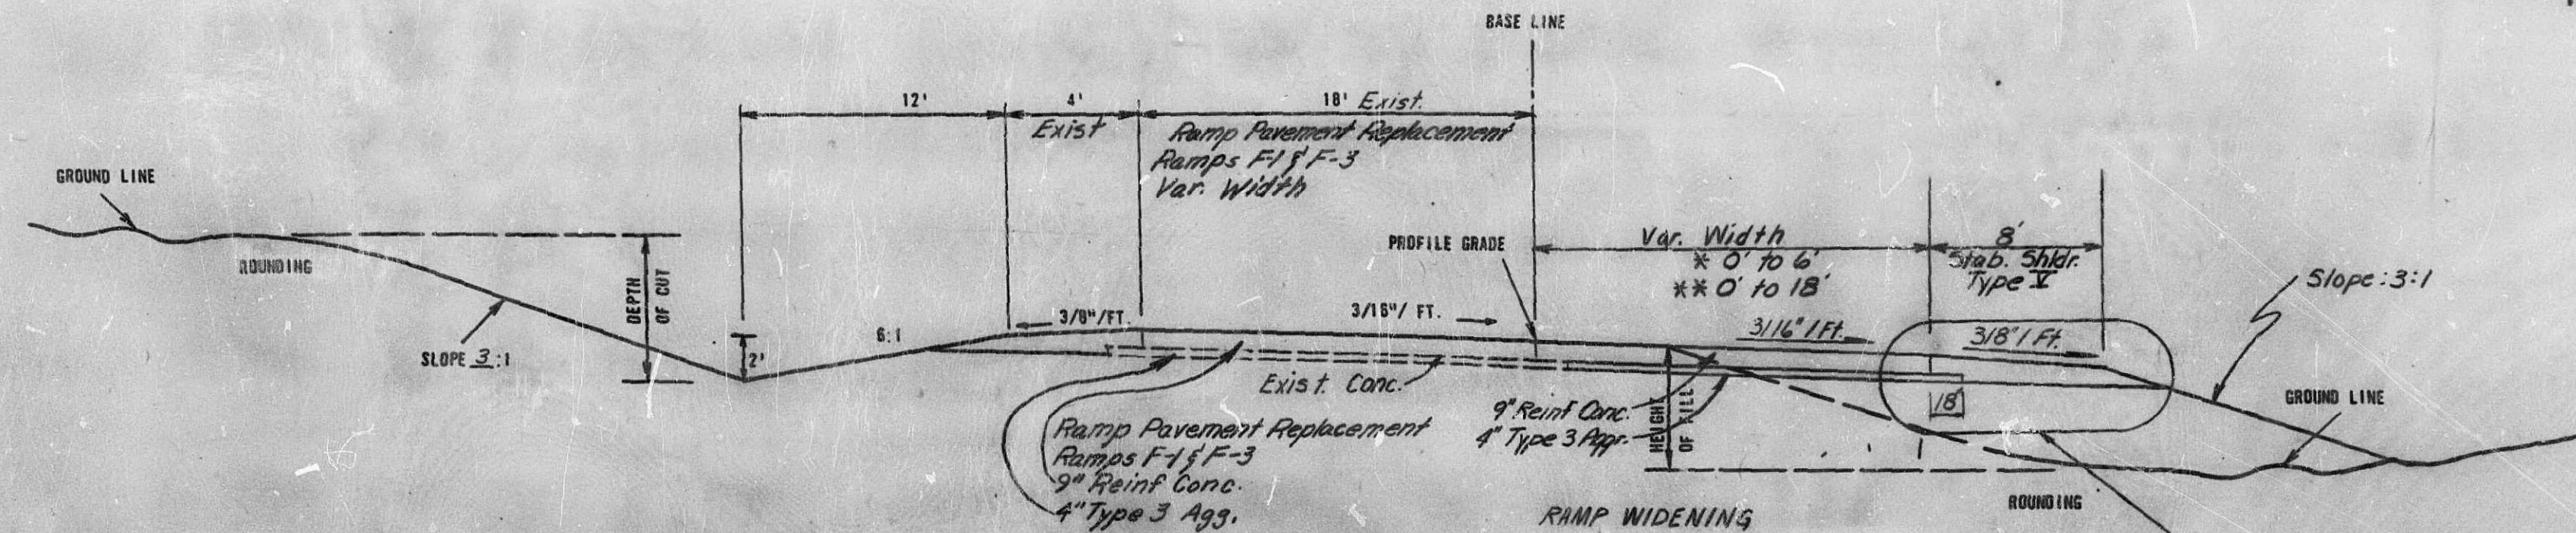 BASE LINE
12'
4'
Exist
18' Exist.
Ramp Pavement Replacement
Ramps F-1 & F-3
Var. Width
GROUND LINE
ROUNDING
DEPTH
OF CUT
SLOPE 3:1
2'
6:1
3/8"/FT.
3/16"/ FT.
PROFILE GRADE
Var. Width
* 0' to 6'
** 0' to 18'
8'
Stab. Shldr.
Type V
Slope: 3:1
3/16"/Ft.
3/8"/Ft.
Exist. Conc.
Ramp Pavement Replacement
Ramps F-1 & F-3
9" Reinf Conc.
4" Type 3 Agg.
9" Reinf Conc.
4" Type 3 Aggr.
HEIGHT
OF FILL
18
GROUND LINE
ROUNDING
RAMP WIDENING